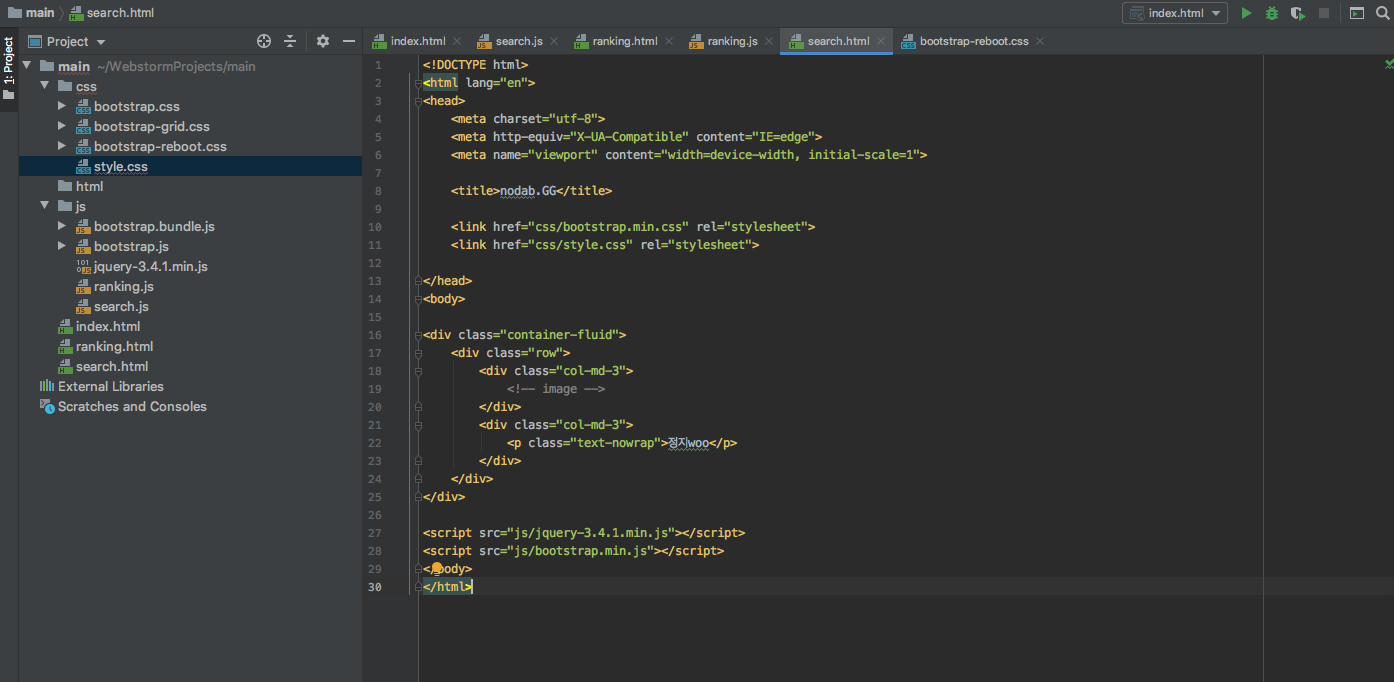 main
search.html
index.html
1: Project
Project
index.html
search.js
ranking.html
ranking.js
search.html
bootstrap-reboot.css
main ~/WebstormProjects/main
css
bootstrap.css
bootstrap-grid.css
bootstrap-reboot.css
style.css
html
js
bootstrap.bundle.js
bootstrap.js
jquery-3.4.1.min.js
ranking.js
search.js
index.html
ranking.html
search.html
External Libraries
Scratches and Consoles
1 <!DOCTYPE html>
2 <html lang="en">
3 <head>
4 <meta charset="utf-8">
5 <meta http-equiv="X-UA-Compatible" content="IE=edge">
6 <meta name="viewport" content="width=device-width, initial-scale=1">
7
8 <title>nodab.GG</title>
9
10 <link href="css/bootstrap.min.css" rel="stylesheet">
11 <link href="css/style.css" rel="stylesheet">
12
13 </head>
14 <body>
15
16 <div class="container-fluid">
17 <div class="row">
18 <div class="col-md-3">
19 <!-- image -->
20 </div>
21 <div class="col-md-3">
22 <p class="text-nowrap">정지woo</p>
23 </div>
24 </div>
25 </div>
26
27 <script src="js/jquery-3.4.1.min.js"></script>
28 <script src="js/bootstrap.min.js"></script>
29 </body>
30 </html>